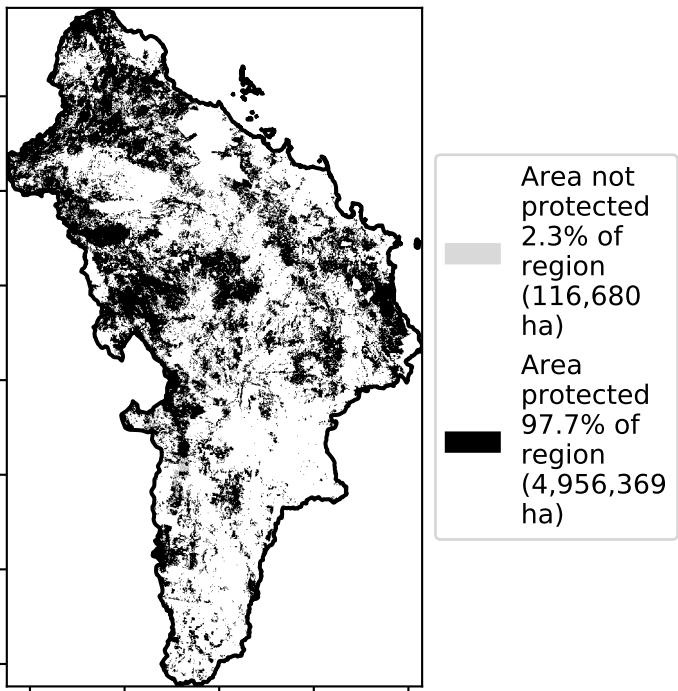 Area not
protected
2.3% of
region
(116,680
ha)
Area
protected
97.7% of
region
(4,956,369
ha)